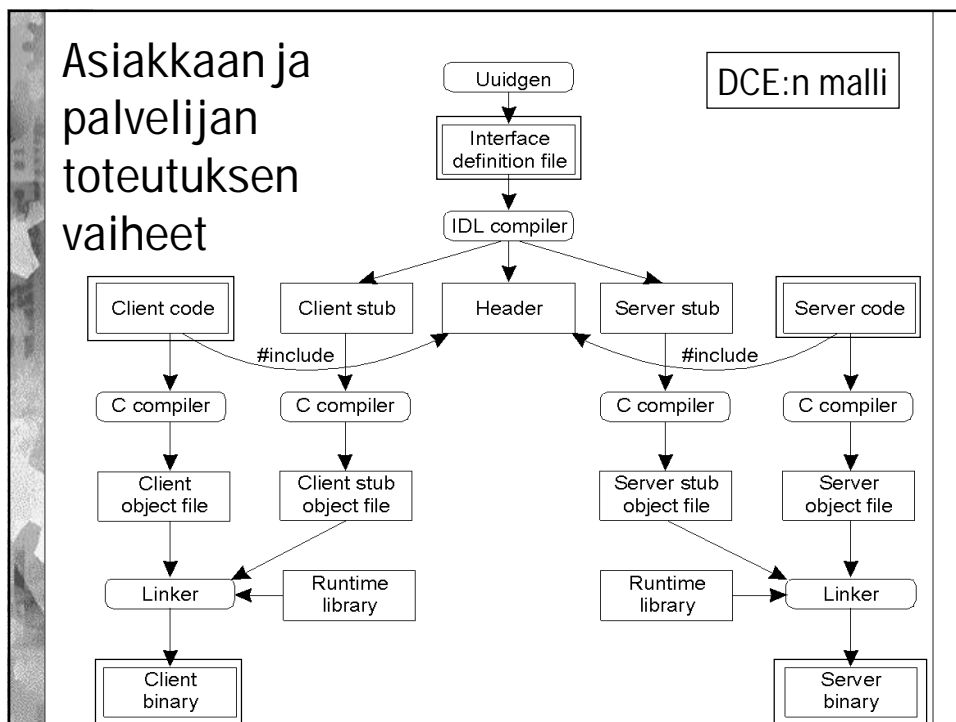 Asiakkaan ja
palvelijan
toteutuksen
vaiheet
DCE:n malli
Uuidgen
Interface
definition file
IDL compiler
Client code
Client stub
Header
Server stub
Server code
#include
#include
C compiler
C compiler
C compiler
C compiler
Client
object file
Client stub
object file
Server stub
object file
Server
object file
Linker
Runtime
library
Runtime
library
Linker
Client
binary
Server
binary